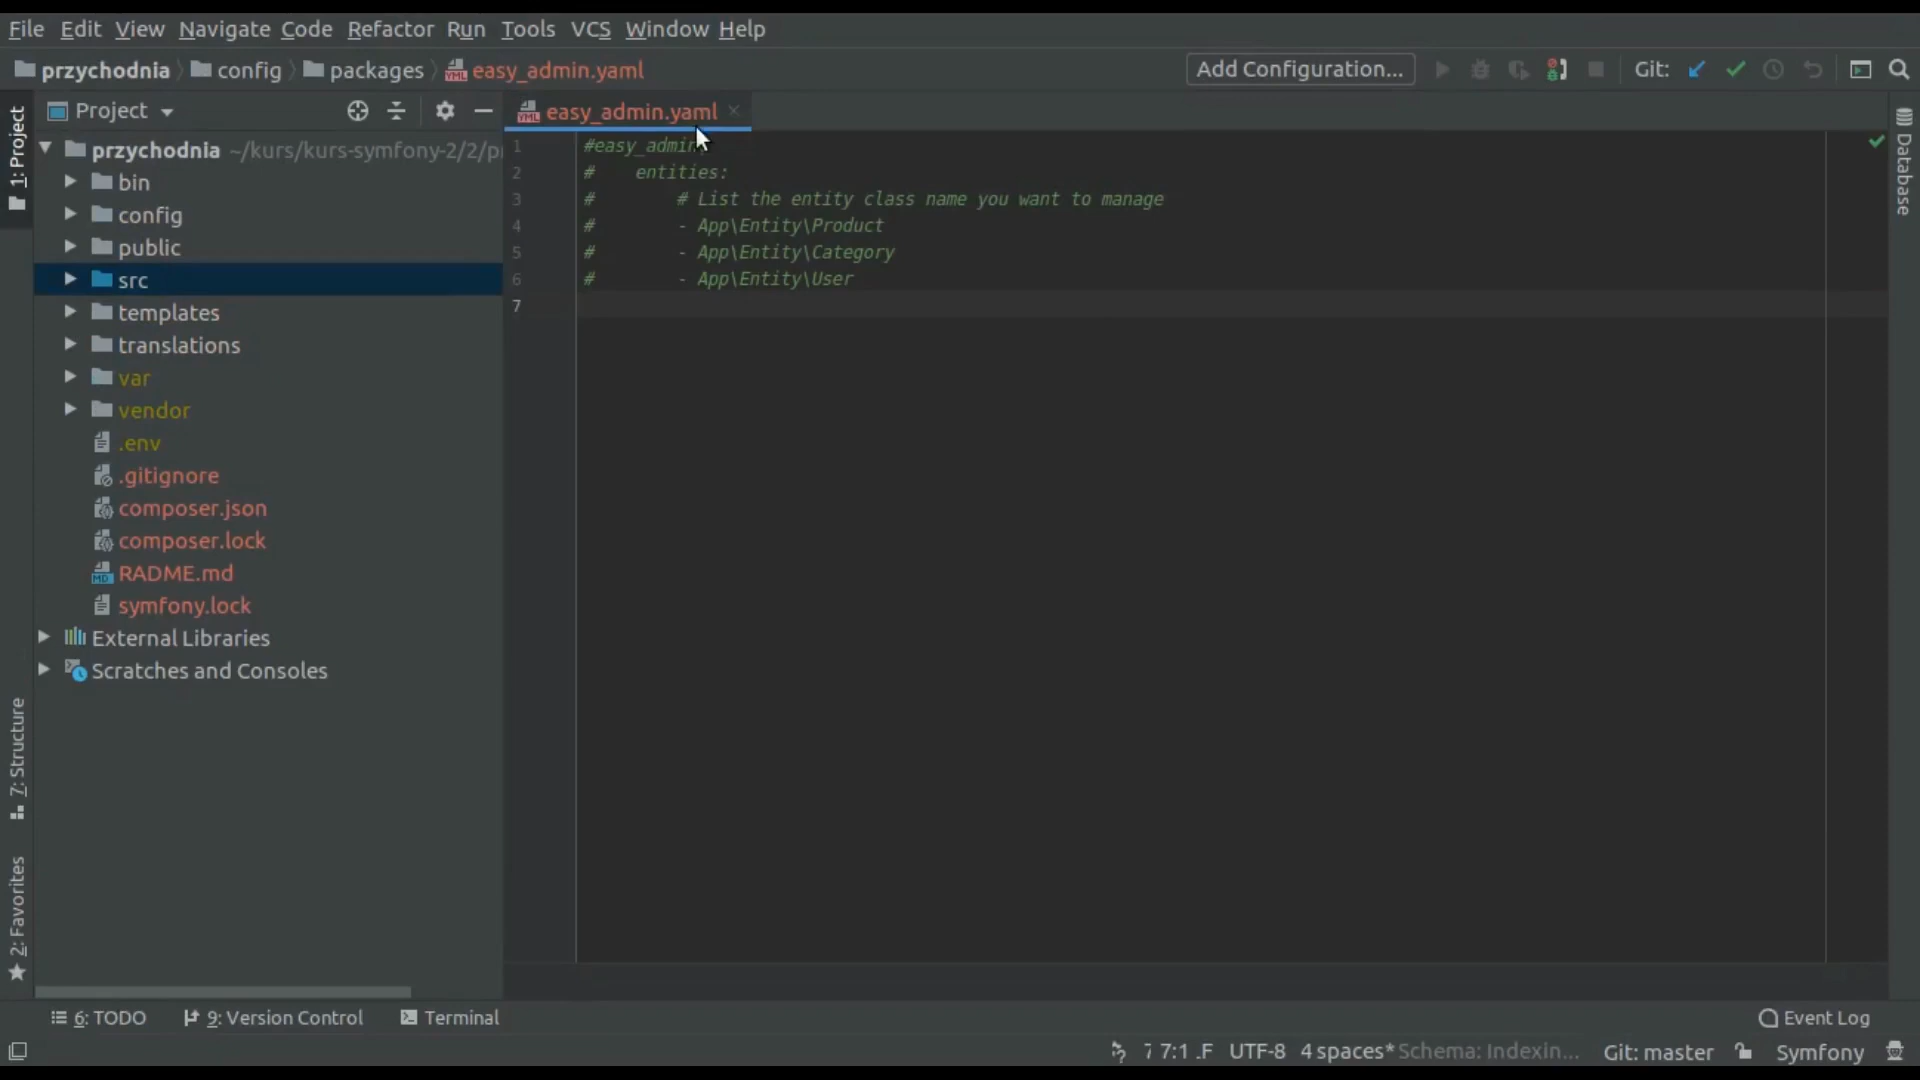 File Edit View Navigate Code Refactor Run Tools VCS Window Help
przychodnia config packages easy_admin.yaml Add Configuration... Git:
1: Project
Project
easy_admin.yaml
Database
przychodnia ~/kurs/kurs-symfony-2/2/p
bin
config
public
src
templates
translations
var
vendor
.env
.gitignore
composer.json
composer.lock
RADME.md
symfony.lock
External Libraries
Scratches and Consoles
1 #easy_admin
2 #    entities:
3 #        # List the entity class name you want to manage
4 #        - App\Entity\Product
5 #        - App\Entity\Category
6 #        - App\Entity\User
7
7: Structure
2: Favorites
6: TODO 9: Version Control Terminal Event Log
7:1 UTF-8 4 spaces* Schema: Indexin... Git: master Symfony